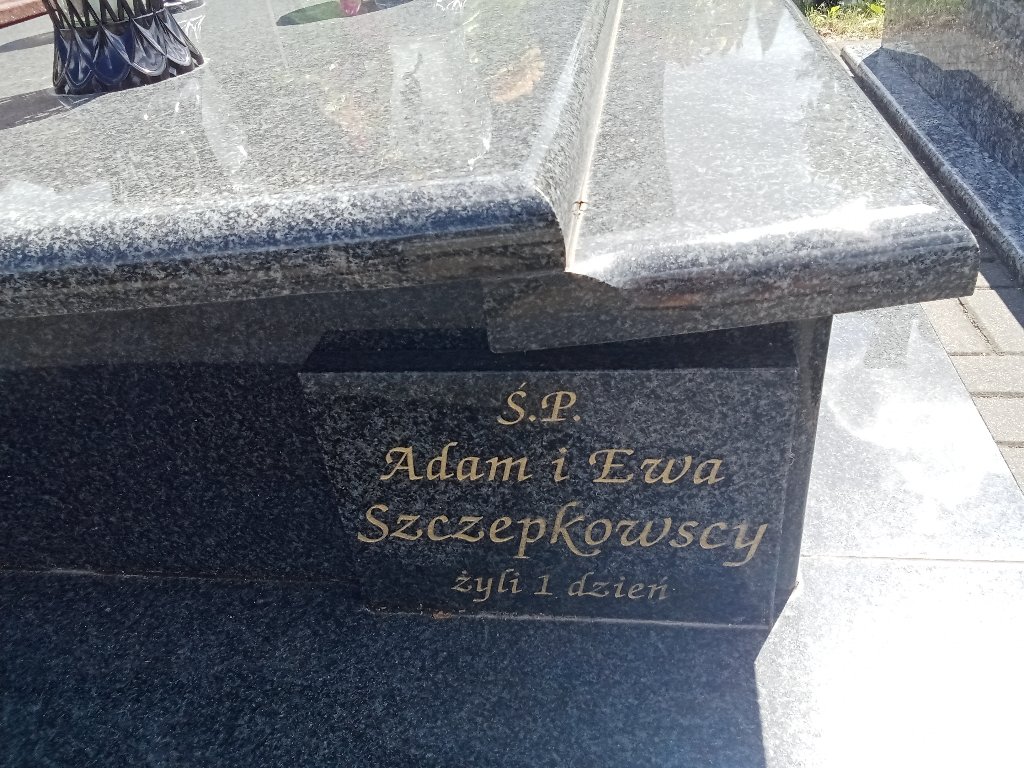 Ś.P.
Adam i Ewa
Szczepkowscy
żyli 1 dzień